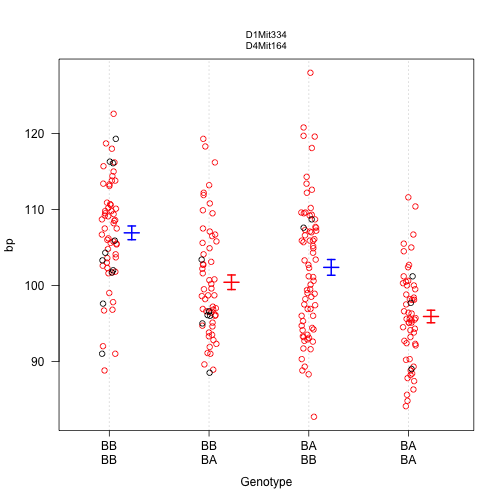 D1Mit334
D4Mit164
bp
120
110
100
90
BB BB BA BA
BB BA BB BA
Genotype